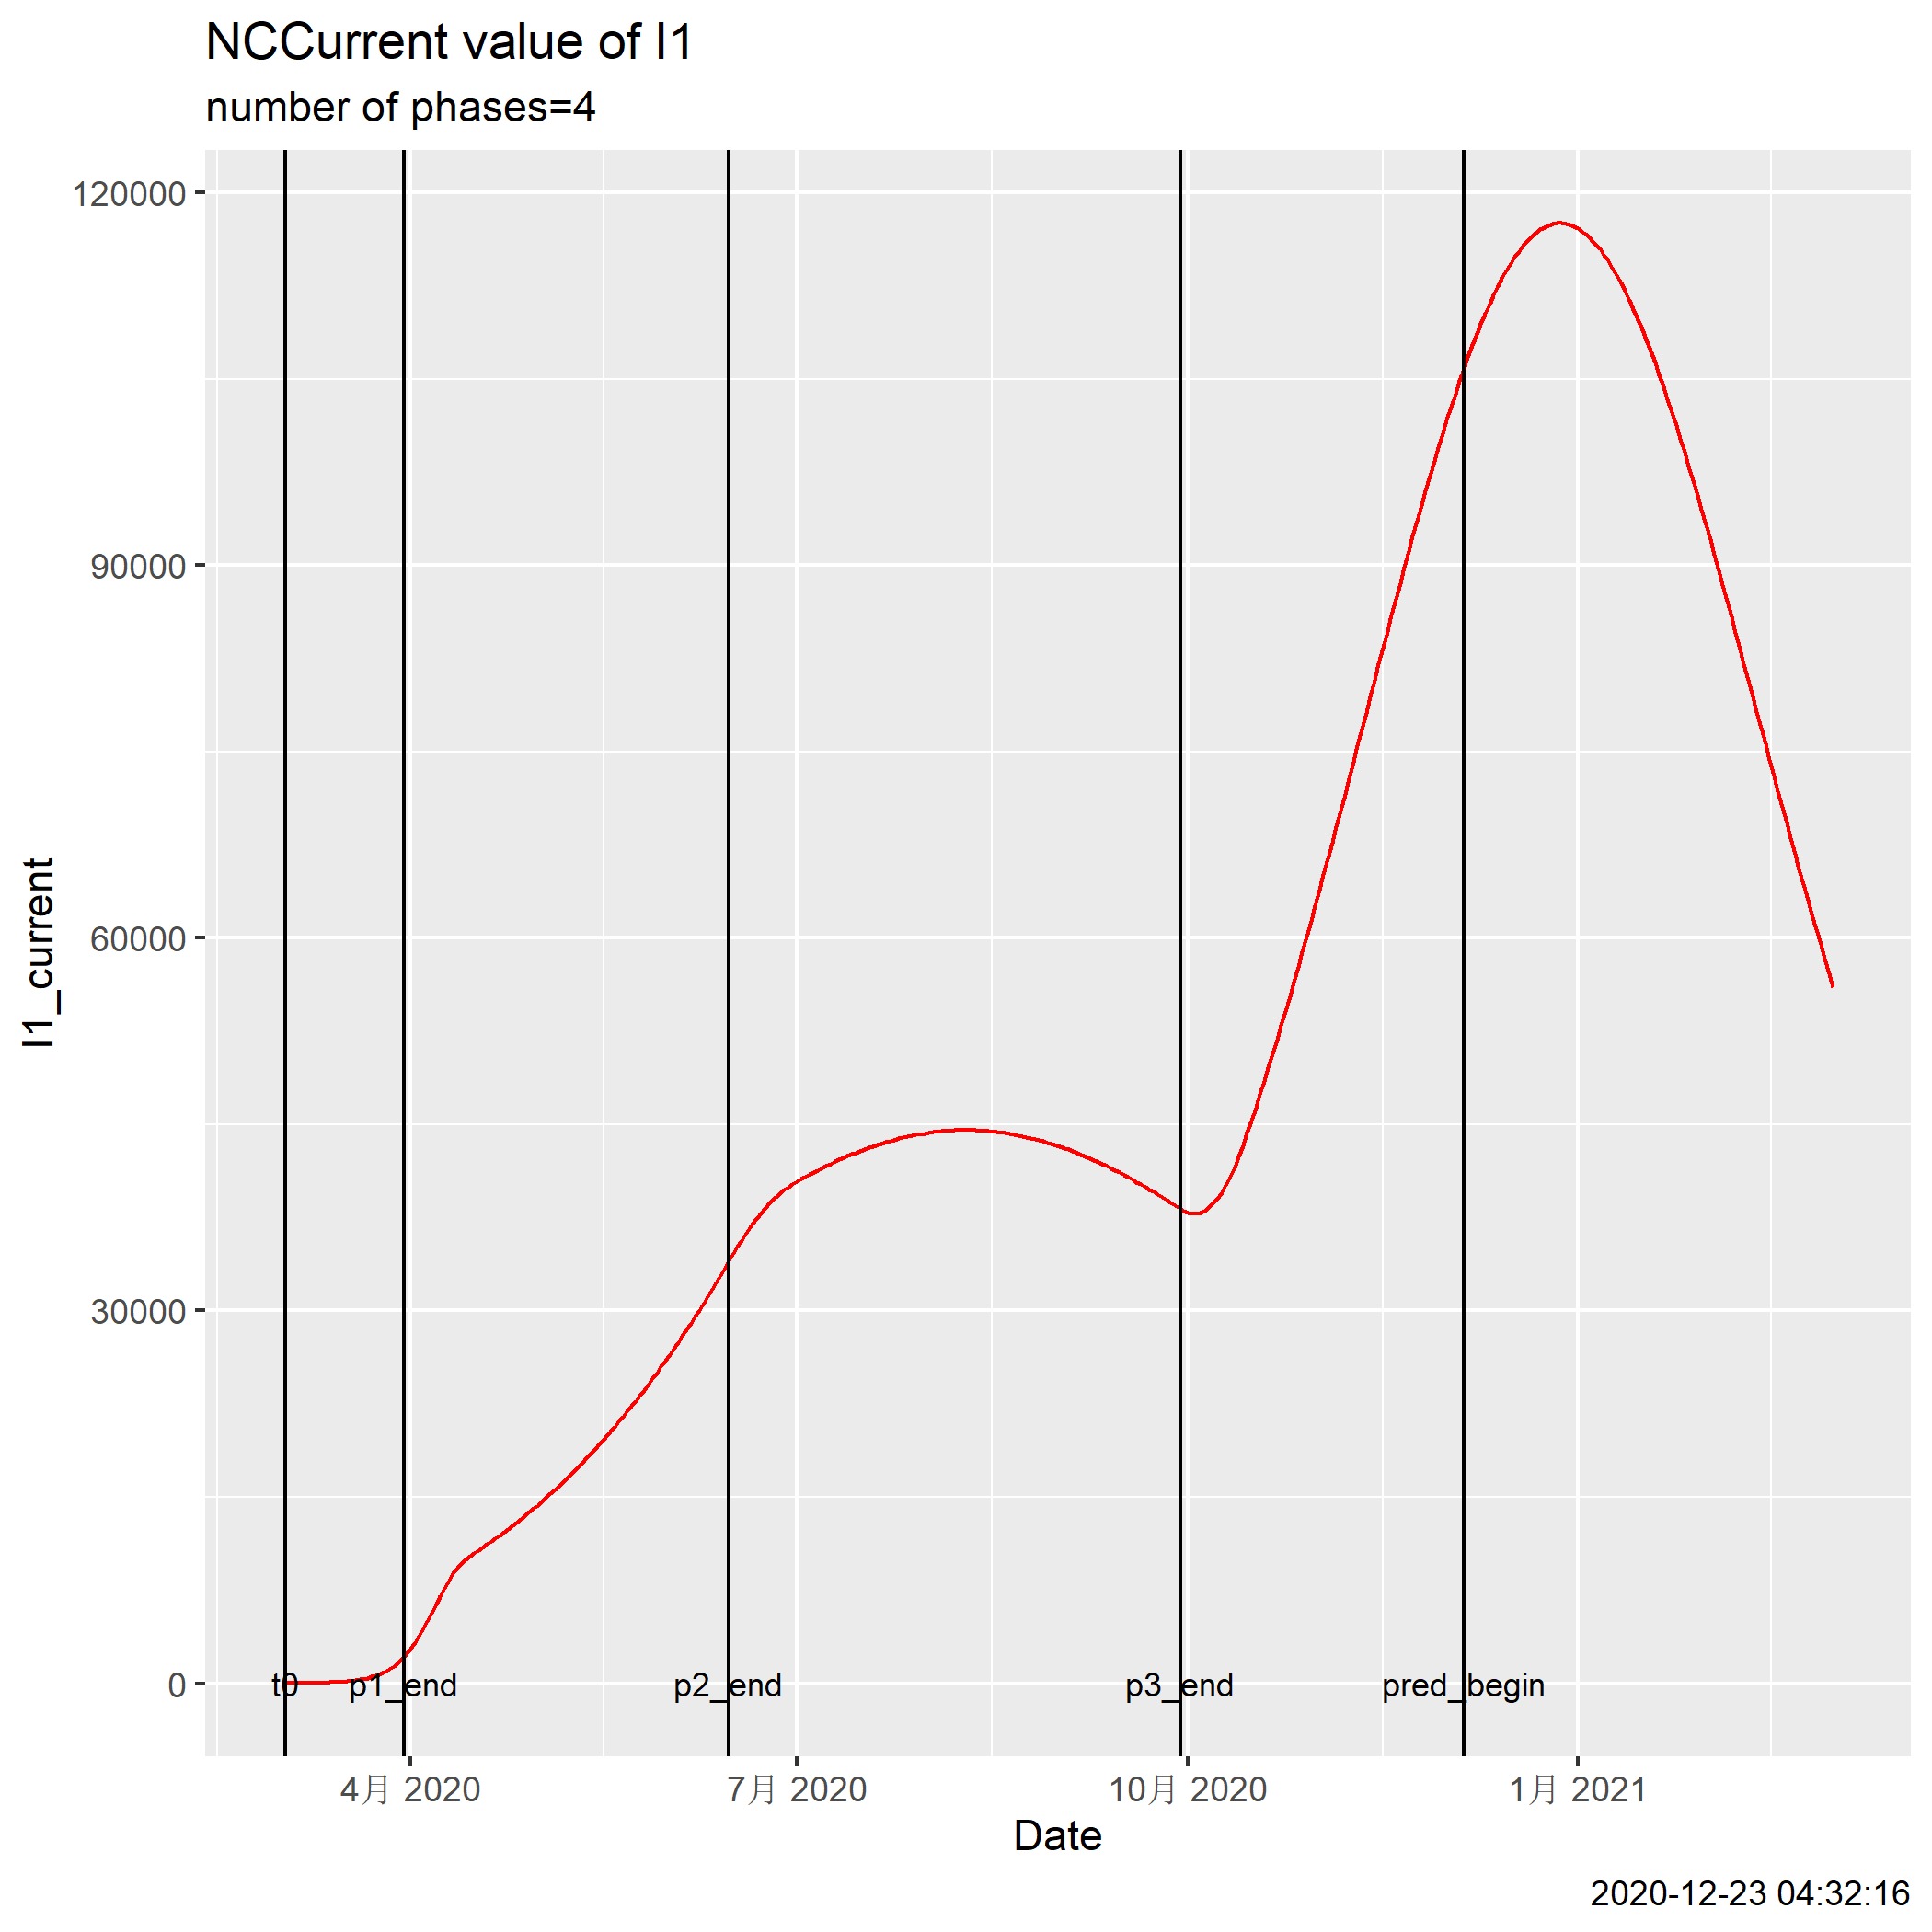 NCCurrent value of I1
number of phases=4
120000
90000
60000
30000
0
I1_current
t0
p1_end
p2_end
p3_end
pred_begin
4月 2020
7月 2020
10月 2020
1月 2021
Date
2020-12-23 04:32:16